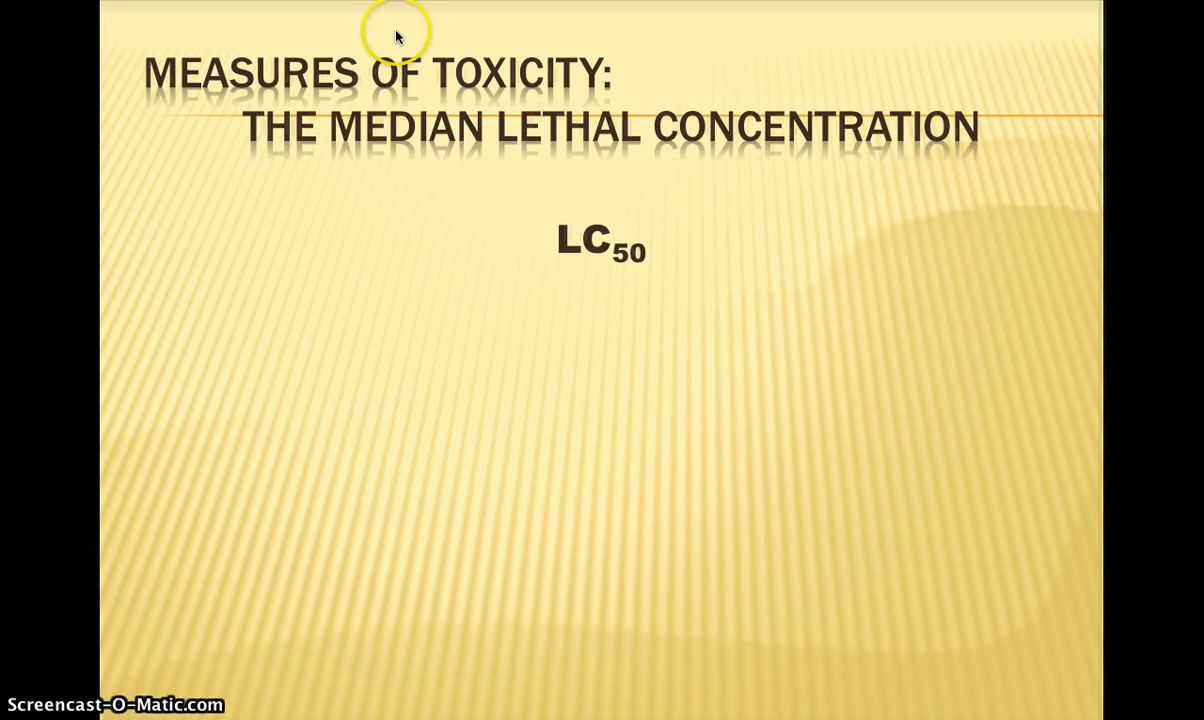 MEASURES OF TOXICITY:
THE MEDIAN LETHAL CONCENTRATION
LC50
Screencast-O-Matic.com